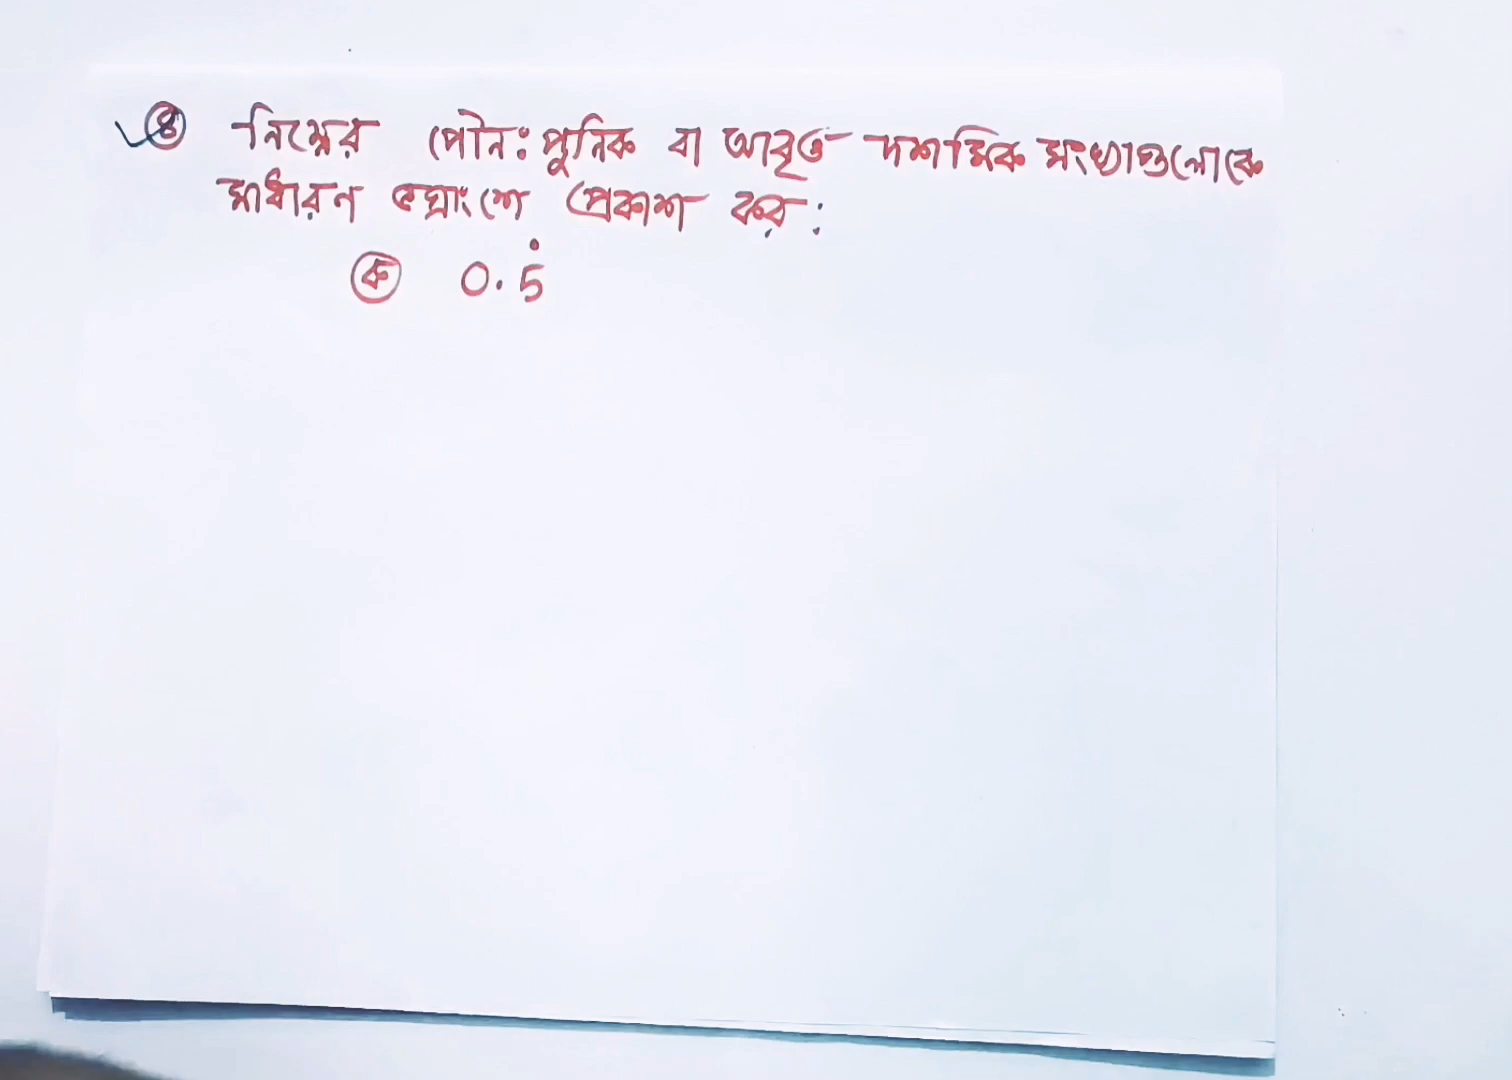 ৪ নিম্নের পৌন:পুনিক বা আবৃত্ত দশমিক সংখ্যাগুলোকে
সাধারণ ভগ্নাংশে প্রকাশ কর:
ক 0.5̇